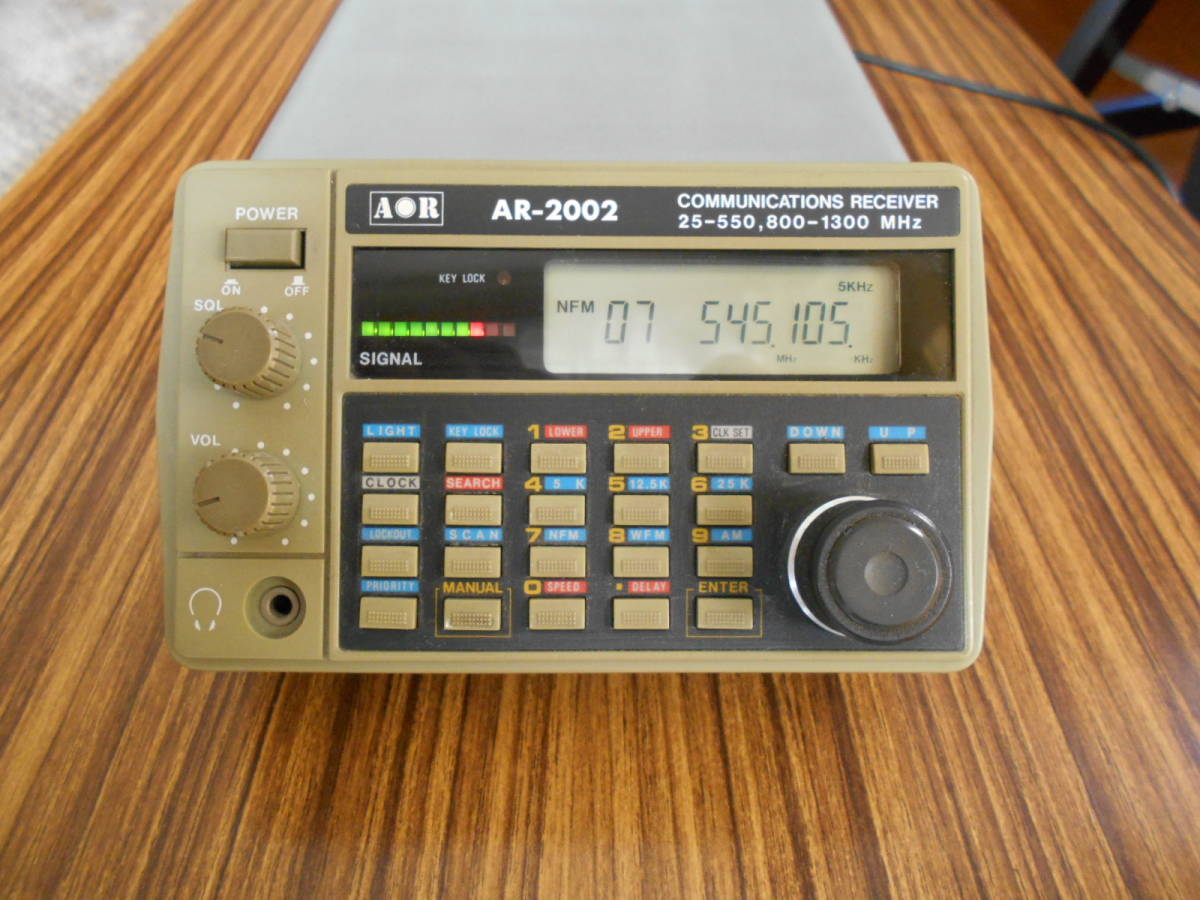 POWER
ON OFF
SQL
VOL
AOR AR-2002 COMMUNICATIONS RECEIVER
25-550,800-1300 MHz
KEY LOCK
SIGNAL
5KHz
NFM 07 545.105.
MHz KHz
LIGHT KEY LOCK 1 LOWER 2 UPPER 3 CLK SET DOWN UP
CLOCK SEARCH 4 5 K 5 12.5K 6 25 K
LOCKOUT SCAN 7 NFM 8 WFM 9 AM
PRIORITY MANUAL 0 SPEED . DELAY ENTER